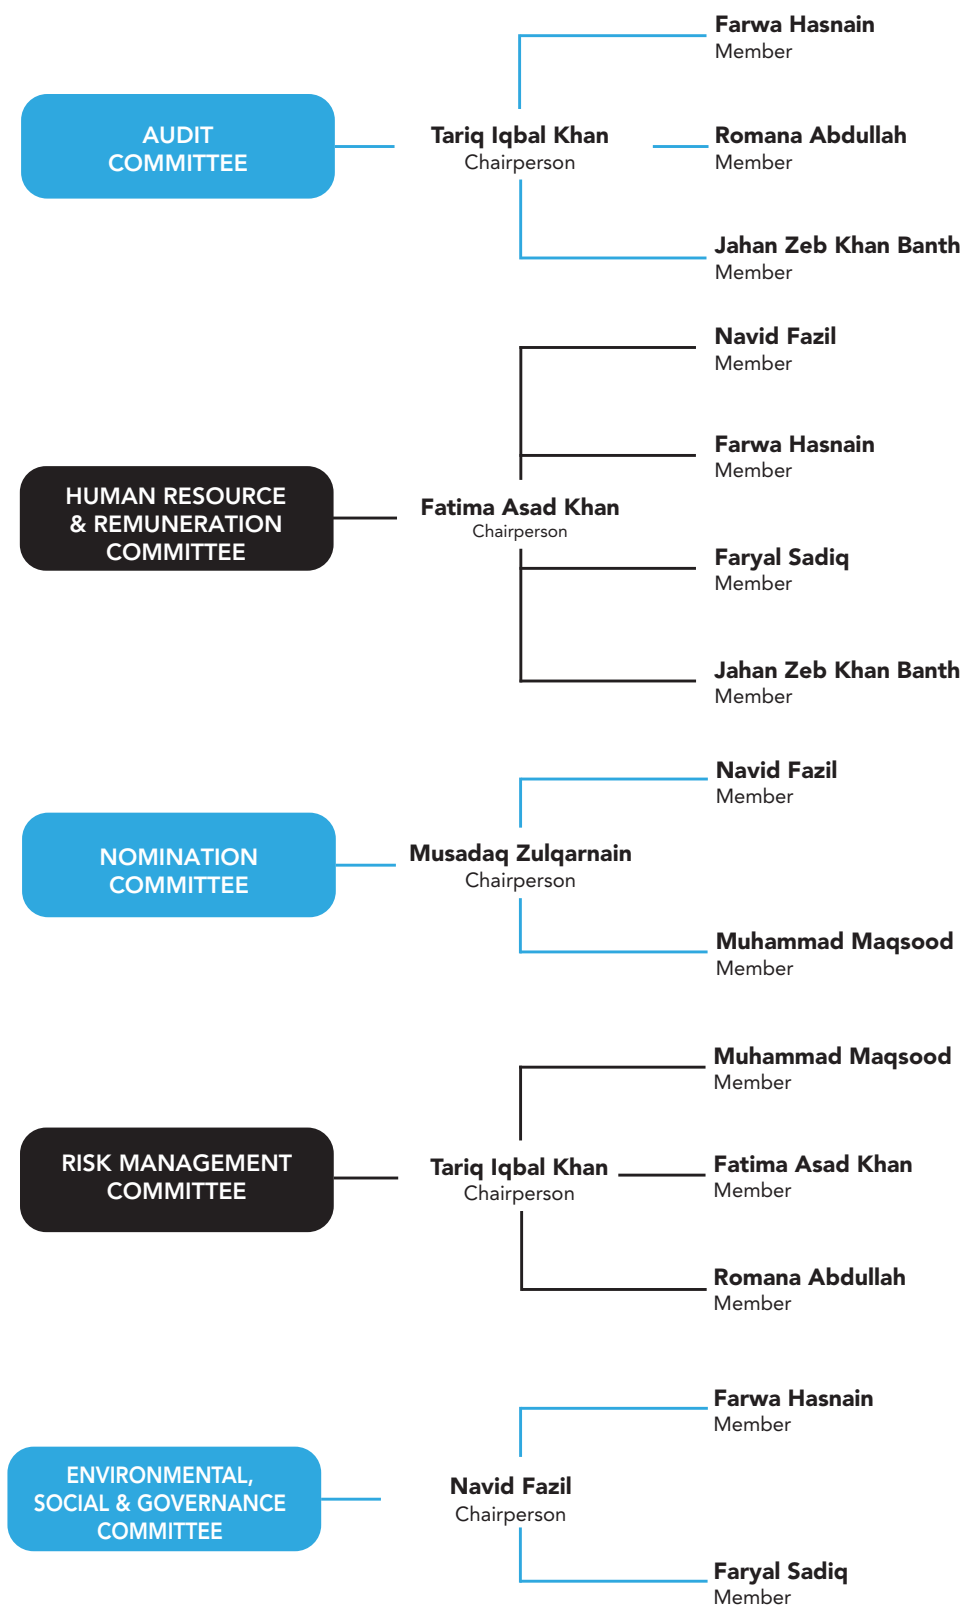 AUDIT
COMMITTEE
Tariq Iqbal Khan
Chairperson
Farwa Hasnain
Member
Romana Abdullah
Member
Jahan Zeb Khan Banth
Member
HUMAN RESOURCE
& REMUNERATION
COMMITTEE
Fatima Asad Khan
Chairperson
Navid Fazil
Member
Farwa Hasnain
Member
Faryal Sadiq
Member
Jahan Zeb Khan Banth
Member
NOMINATION
COMMITTEE
Musadaq Zulqarnain
Chairperson
Navid Fazil
Member
Muhammad Maqsood
Member
RISK MANAGEMENT
COMMITTEE
Tariq Iqbal Khan
Chairperson
Muhammad Maqsood
Member
Fatima Asad Khan
Member
Romana Abdullah
Member
ENVIRONMENTAL,
SOCIAL & GOVERNANCE
COMMITTEE
Navid Fazil
Chairperson
Farwa Hasnain
Member
Faryal Sadiq
Member